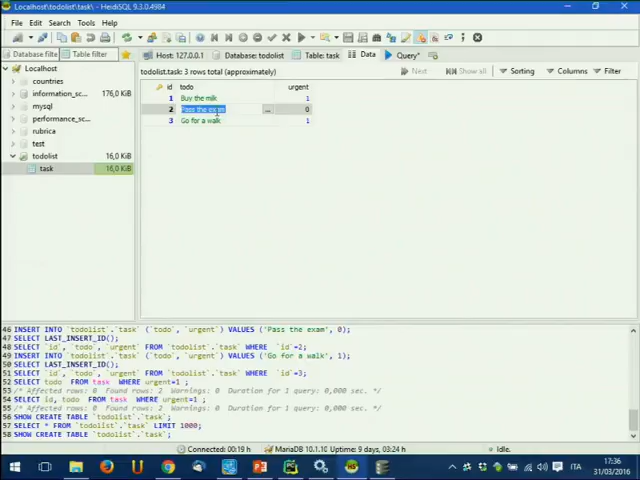 Localhost\todolist\task\ - HeidiSQL 9.3.0.4984
File Edit Search Tools Help
Database filter Table filter Host: 127.0.0.1 Database: todolist Table: task Data Query*
Localhost
countries
information_sc... 176,0 KiB
mysql
performance_sc...
rubrica
test
todolist 16,0 KiB
task 16,0 KiB
todolist.task: 3 rows total (approximately) Next Show all Sorting Columns Filter
id todo urgent
1 Buy the milk 1
2 Pass the exam ... 0
3 Go for a walk 1
46 INSERT INTO `todolist`.`task` (`todo`, `urgent`) VALUES ('Pass the exam', 0);
47 SELECT LAST_INSERT_ID();
48 SELECT `id`, `todo`, `urgent` FROM `todolist`.`task` WHERE `id`=2;
49 INSERT INTO `todolist`.`task` (`todo`, `urgent`) VALUES ('Go for a walk', 1);
50 SELECT LAST_INSERT_ID();
51 SELECT `id`, `todo`, `urgent` FROM `todolist`.`task` WHERE `id`=3;
52 SELECT todo FROM task WHERE urgent=1 ;
53 /* Affected rows: 0 Found rows: 2 Warnings: 0 Duration for 1 query: 0,000 sec. */
54 SELECT id, todo FROM task WHERE urgent=1 ;
55 /* Affected rows: 0 Found rows: 2 Warnings: 0 Duration for 1 query: 0,000 sec. */
56 SHOW CREATE TABLE `todolist`.`task`;
57 SELECT * FROM `todolist`.`task` LIMIT 1000;
58 SHOW CREATE TABLE `todolist`.`task`;
Connected: 00:19 h MariaDB 10.1.10 Uptime: 9 days, 03:24 h Idle.
ITA 17:36
31/03/2016